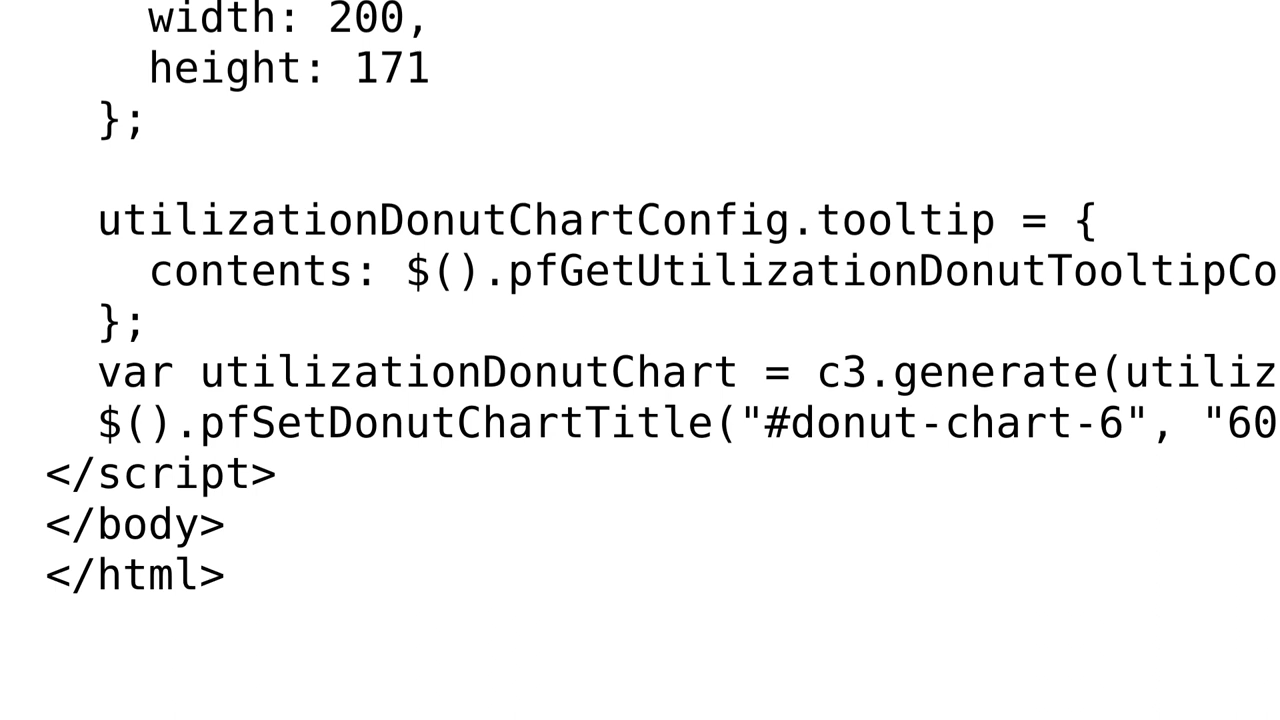 width: 200,
    height: 171
  };

  utilizationDonutChartConfig.tooltip = {
    contents: $().pfGetUtilizationDonutTooltipCo
  };
  var utilizationDonutChart = c3.generate(utiliz
  $().pfSetDonutChartTitle("#donut-chart-6", "60
</script>
</body>
</html>